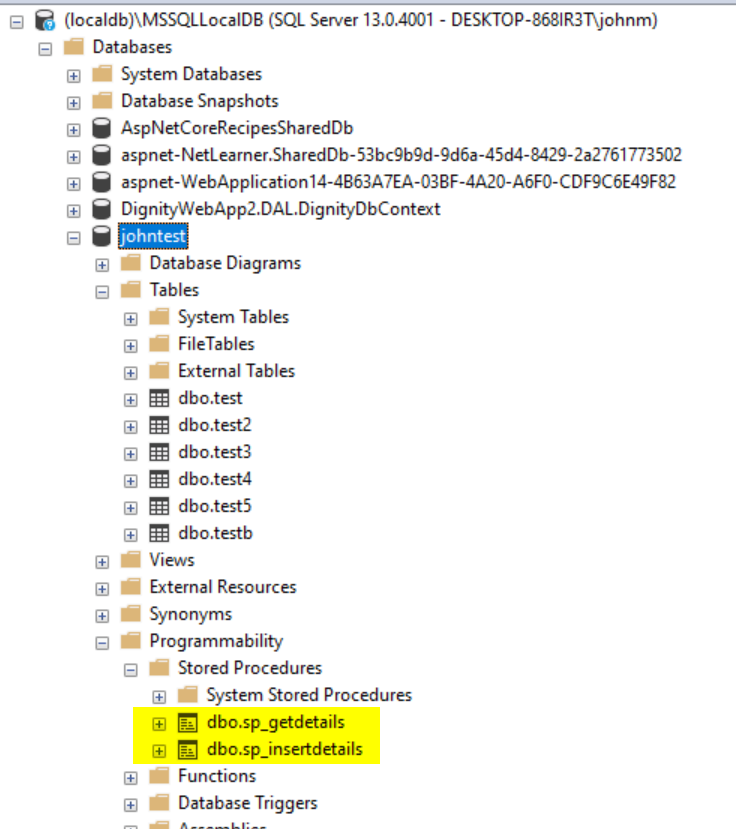 (localdb)\MSSQLLocalDB (SQL Server 13.0.4001 - DESKTOP-868IR3T\johnm)
Databases
System Databases
Database Snapshots
AspNetCoreRecipesSharedDb
aspnet-NetLearner.SharedDb-53bc9b9d-9d6a-45d4-8429-2a2761773502
aspnet-WebApplication14-4B63A7EA-03BF-4A20-A6F0-CDF9C6E49F82
DignityWebApp2.DAL.DignityDbContext
johntest
Database Diagrams
Tables
System Tables
FileTables
External Tables
dbo.test
dbo.test2
dbo.test3
dbo.test4
dbo.test5
dbo.testb
Views
External Resources
Synonyms
Programmability
Stored Procedures
System Stored Procedures
dbo.sp_getdetails
dbo.sp_insertdetails
Functions
Database Triggers
Assemblies